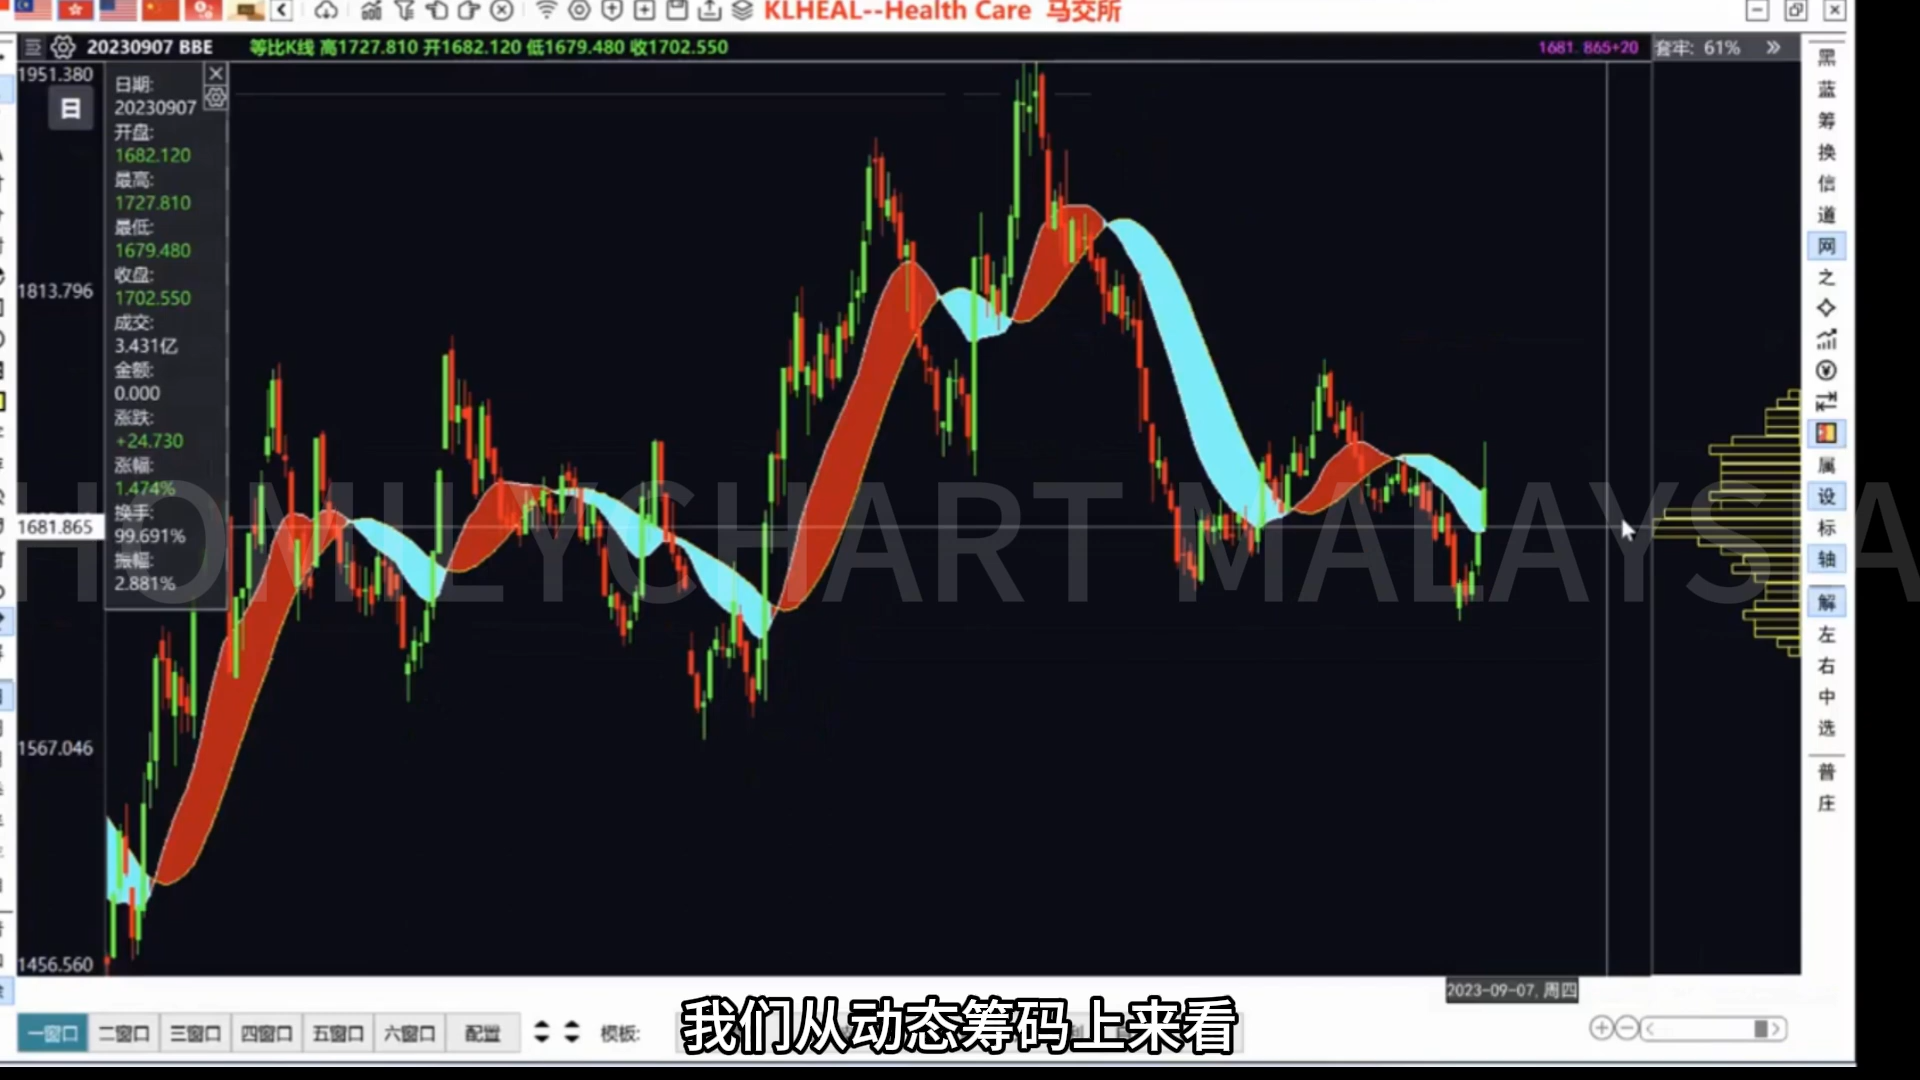 KLHEAL--Health Care 马交所
20230907 BBE 等比K线 高1727.810 开1682.120 低1679.480 收1702.550 1681.865+20 套牢: 61% »
1951.380
1813.796
1681.865
1567.046
1456.560
日
日期:
20230907
开盘:
1682.120
最高:
1727.810
最低:
1679.480
收盘:
1702.550
成交:
3.431亿
金额:
0.000
涨跌:
+24.730
涨幅:
1.474%
换手:
99.691%
振幅:
2.881%
HOMILYCHART MALAYSIA
黑
蓝
筹
换
信
道
网
之
属
设
标
轴
解
左
右
中
选
普
庄
2023-09-07, 周四
一窗口 二窗口 三窗口 四窗口 五窗口 六窗口 配置 模板:
我们从动态筹码上来看